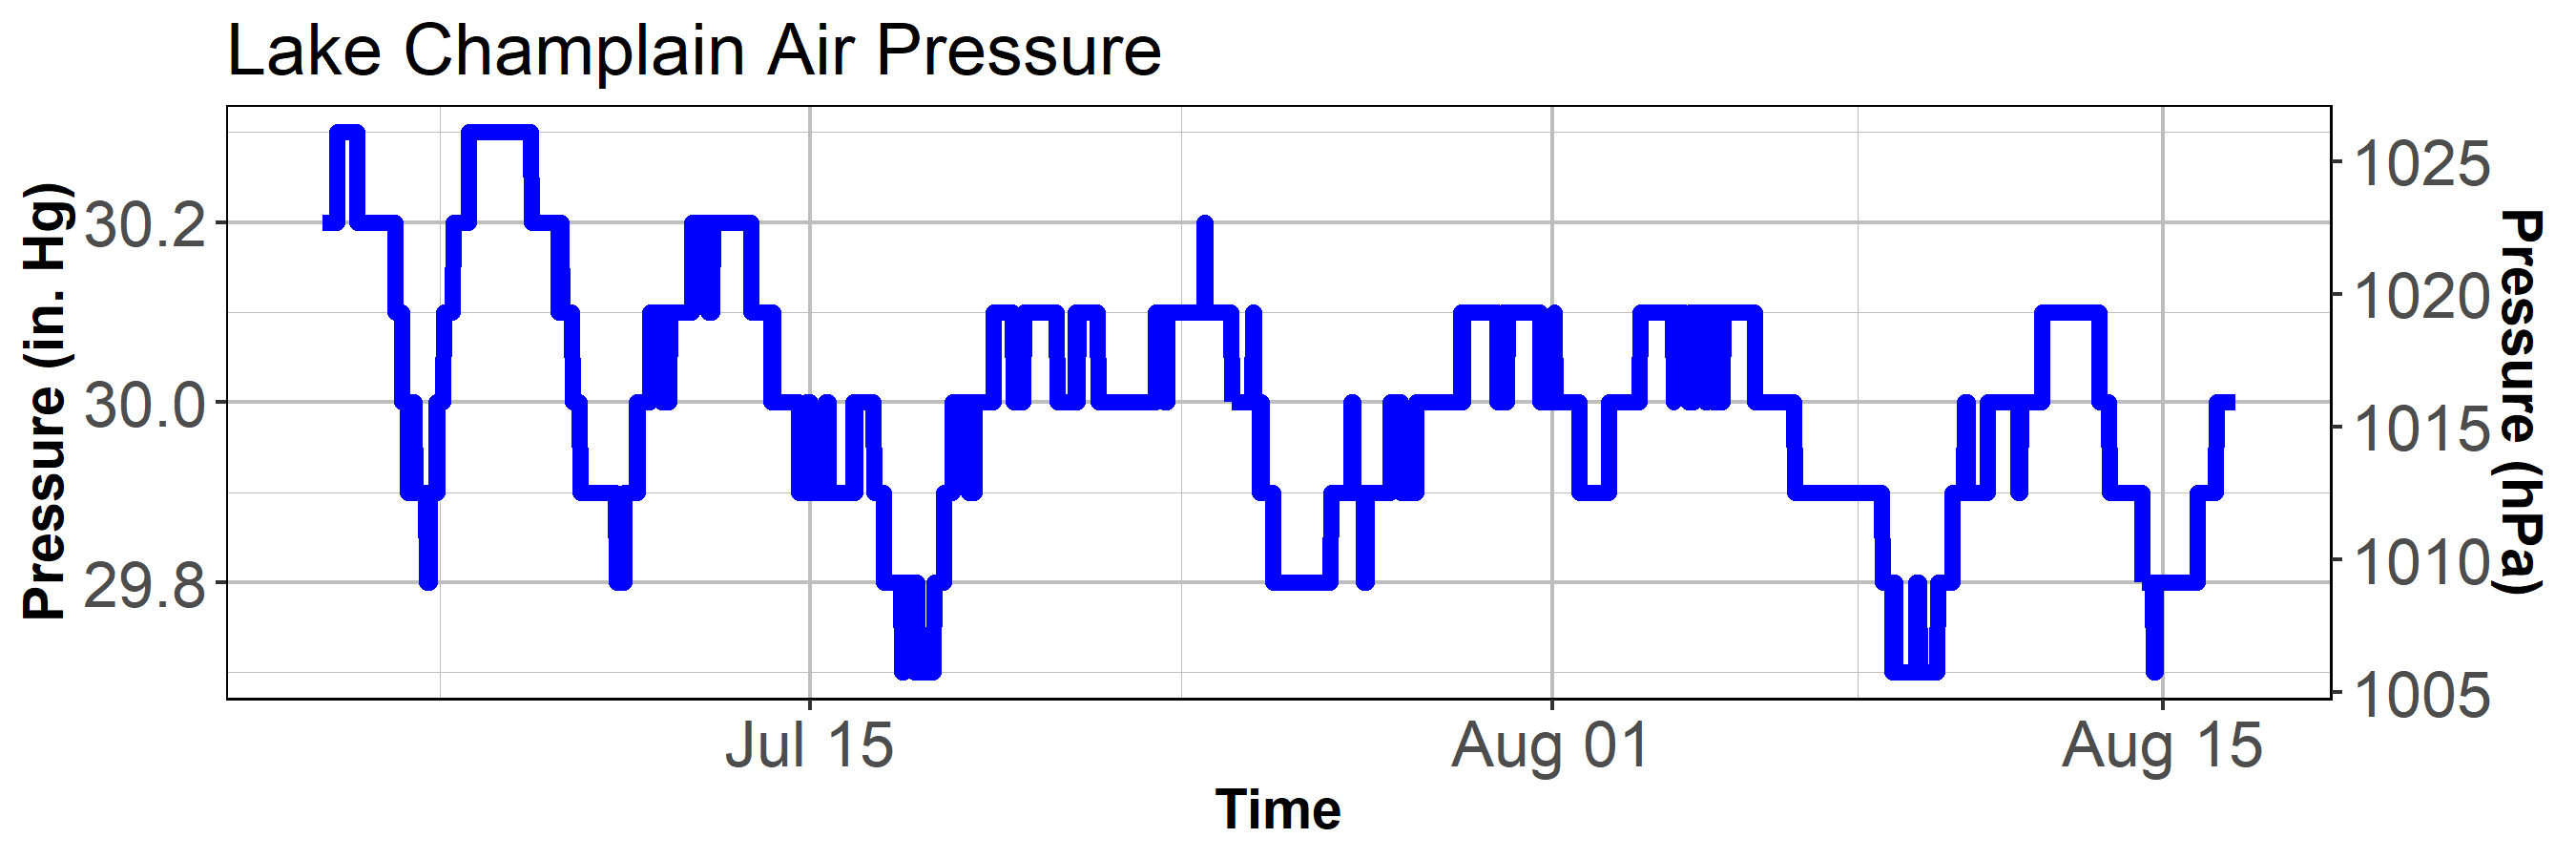 Lake Champlain Air Pressure
Pressure (in. Hg)
30.2
30.0
29.8
1025
1020
1015
1010
1005
Pressure (hPa)
Jul 15
Aug 01
Aug 15
Time